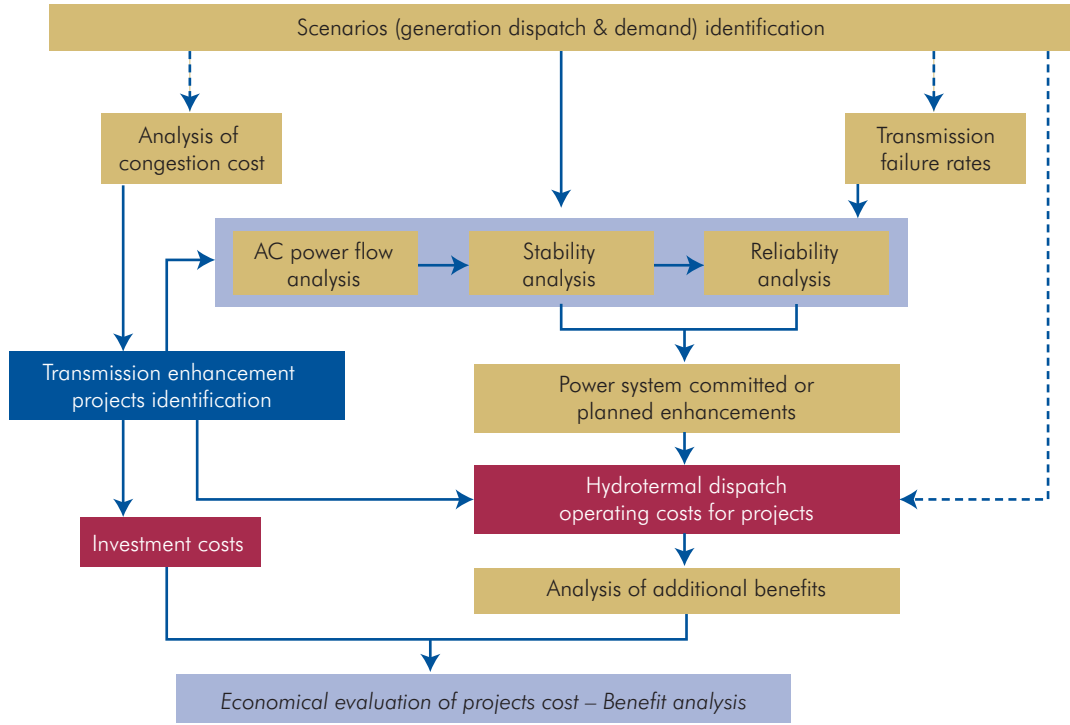 Scenarios (generation dispatch & demand) identification
Analysis of
congestion cost
Transmission
failure rates
AC power flow
analysis
Stability
analysis
Reliability
analysis
Transmission enhancement
projects identification
Power system committed or
planned enhancements
Hydrotermal dispatch
operating costs for projects
Investment costs
Analysis of additional benefits
Economical evaluation of projects cost – Benefit analysis